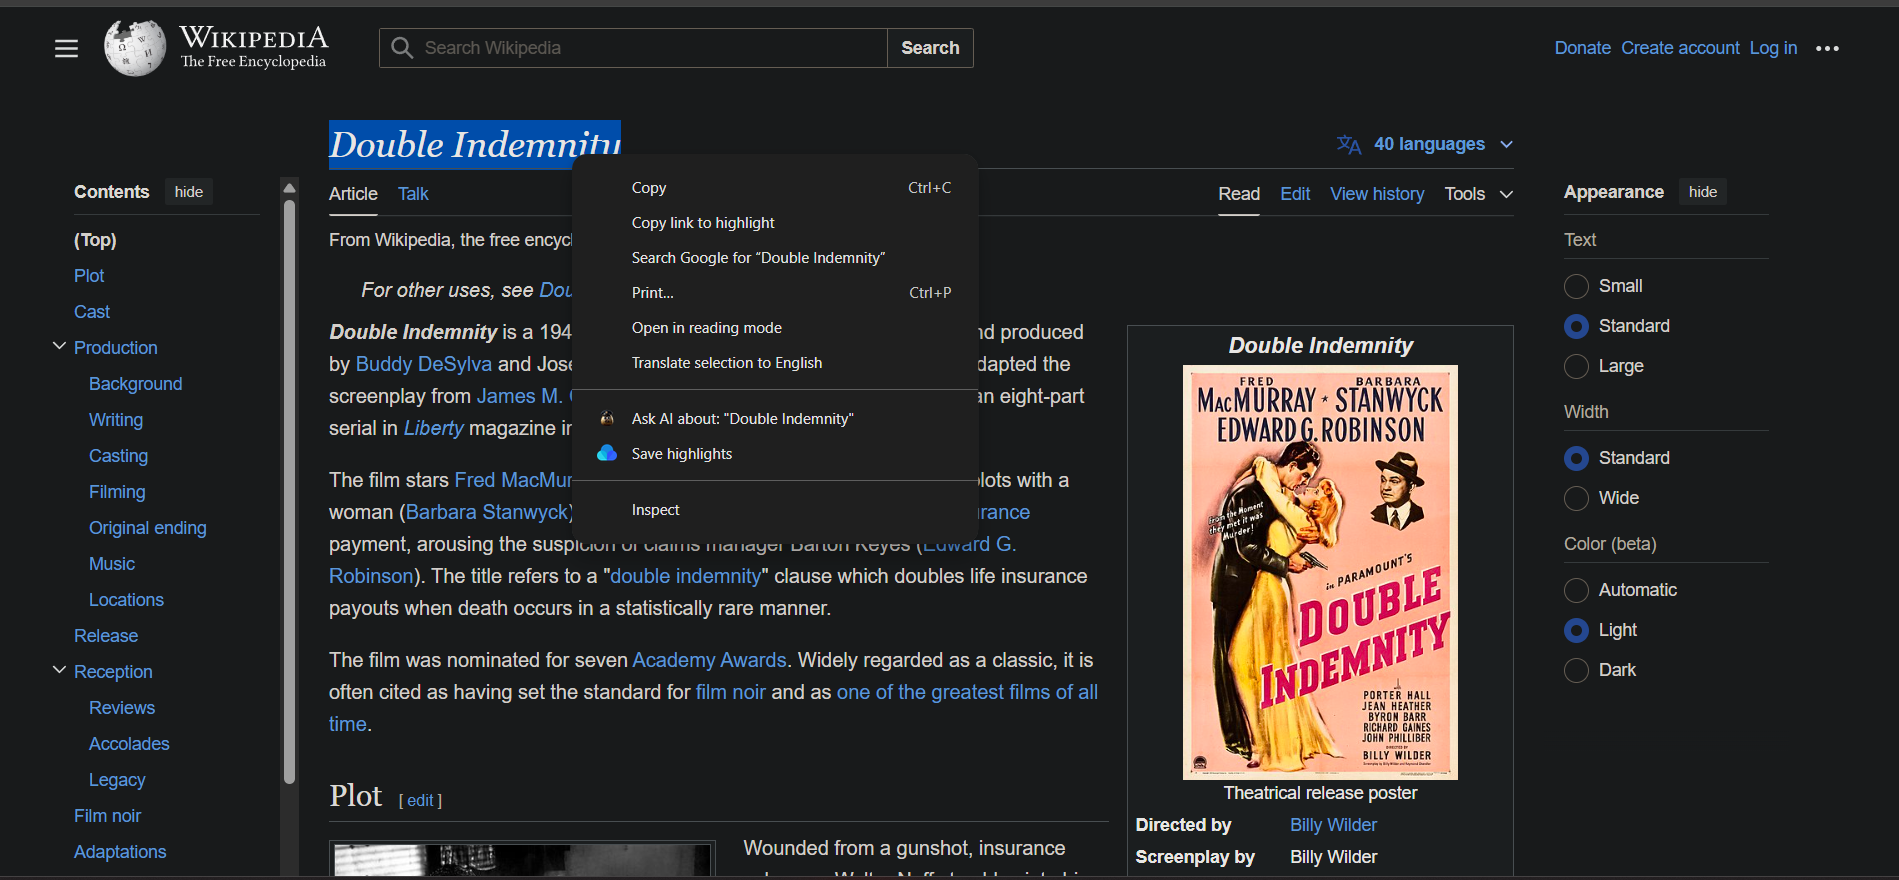 WIKIPEDIA
The Free Encyclopedia
Search Wikipedia
Search
Donate Create account Log in
Double Indemnity
40 languages
Contents hide
(Top)
Plot
Cast
Production
Background
Writing
Casting
Filming
Original ending
Music
Locations
Release
Reception
Reviews
Accolades
Legacy
Film noir
Adaptations
Article Talk
Read Edit View history Tools
From Wikipedia, the free encycl
For other uses, see Dou
Double Indemnity is a 194 nd produced
by Buddy DeSylva and Jose dapted the
screenplay from James M. an eight-part
serial in Liberty magazine in
The film stars Fred MacMur lots with a
woman (Barbara Stanwyck) urance
payment, arousing the suspicion of claims manager Barton Keyes (Edward G.
Robinson). The title refers to a "double indemnity" clause which doubles life insurance
payouts when death occurs in a statistically rare manner.
The film was nominated for seven Academy Awards. Widely regarded as a classic, it is
often cited as having set the standard for film noir and as one of the greatest films of all
time.
Plot [ edit ]
Wounded from a gunshot, insurance
Copy Ctrl+C
Copy link to highlight
Search Google for “Double Indemnity”
Print... Ctrl+P
Open in reading mode
Translate selection to English
Ask AI about: "Double Indemnity"
Save highlights
Inspect
Double Indemnity
FRED BARBARA
MACMURRAY ★ STANWYCK
EDWARD G. ROBINSON
From the Moment
they met it was
Murder!
in PARAMOUNT'S
DOUBLE
INDEMNITY
with
PORTER HALL
JEAN HEATHER
BYRON BARR
RICHARD GAINES
JOHN PHILLIBER
DIRECTED BY
BILLY WILDER
Theatrical release poster
Directed by Billy Wilder
Screenplay by Billy Wilder
Appearance hide
Text
Small
Standard
Large
Width
Standard
Wide
Color (beta)
Automatic
Light
Dark